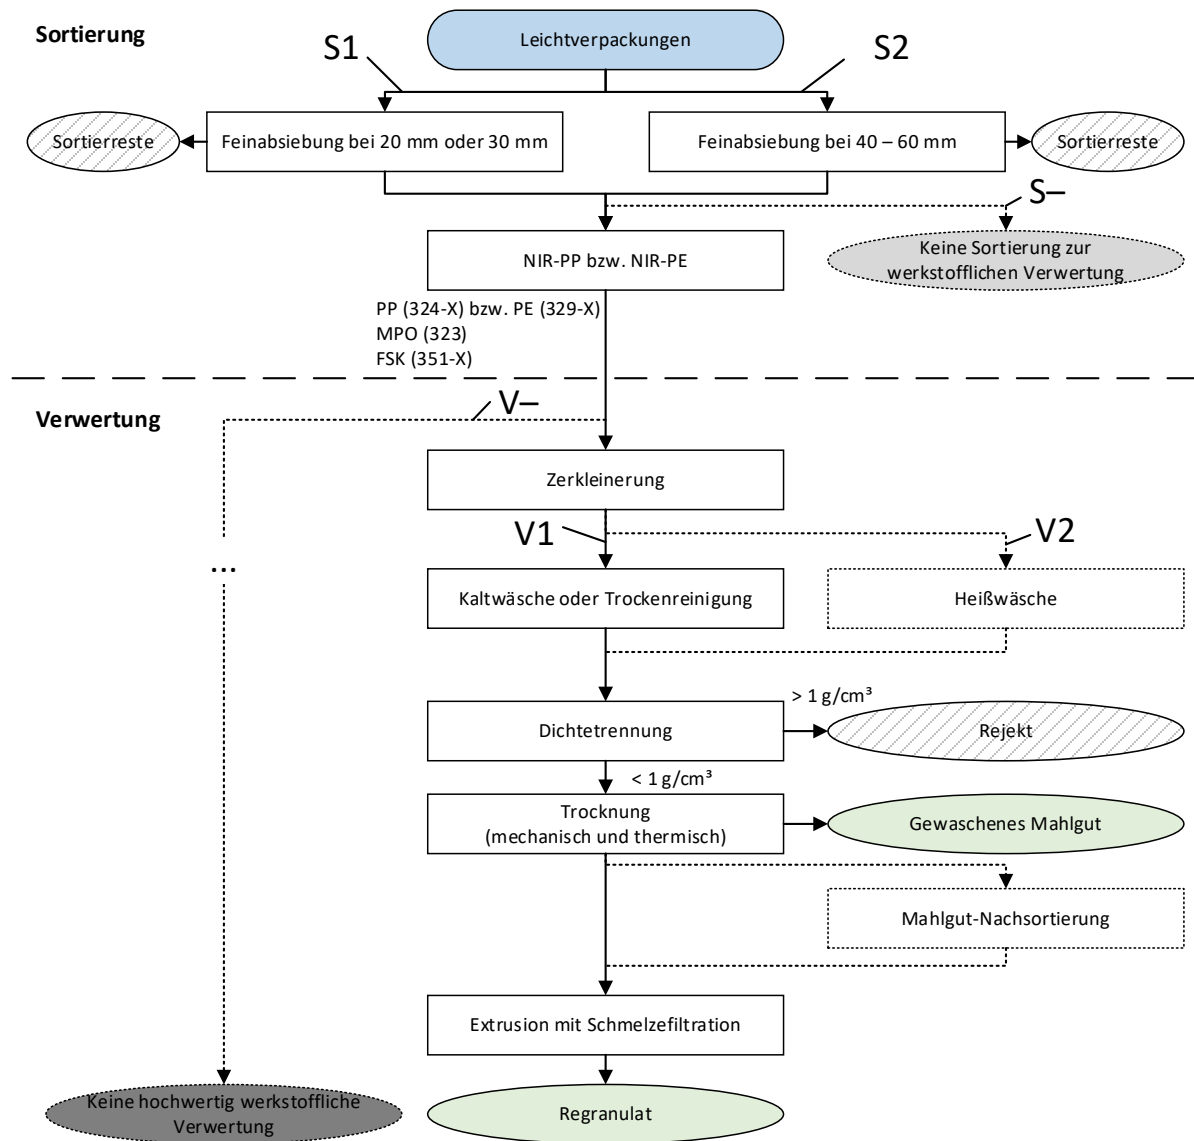 Sortierung
Leichtverpackungen
S1
S2
Sortierreste
Feinabsiebung bei 20 mm oder 30 mm
Feinabsiebung bei 40 – 60 mm
Sortierreste
S–
NIR-PP bzw. NIR-PE
Keine Sortierung zur
werkstofflichen Verwertung
PP (324-X) bzw. PE (329-X)
MPO (323)
FSK (351-X)
Verwertung
V–
Zerkleinerung
V1
V2
...
Kaltwäsche oder Trockenreinigung
Heißwäsche
> 1 g/cm³
Dichtetrennung
Rejekt
< 1 g/cm³
Trocknung
(mechanisch und thermisch)
Gewaschenes Mahlgut
Mahlgut-Nachsortierung
Extrusion mit Schmelzefiltration
Keine hochwertig werkstoffliche
Verwertung
Regranulat